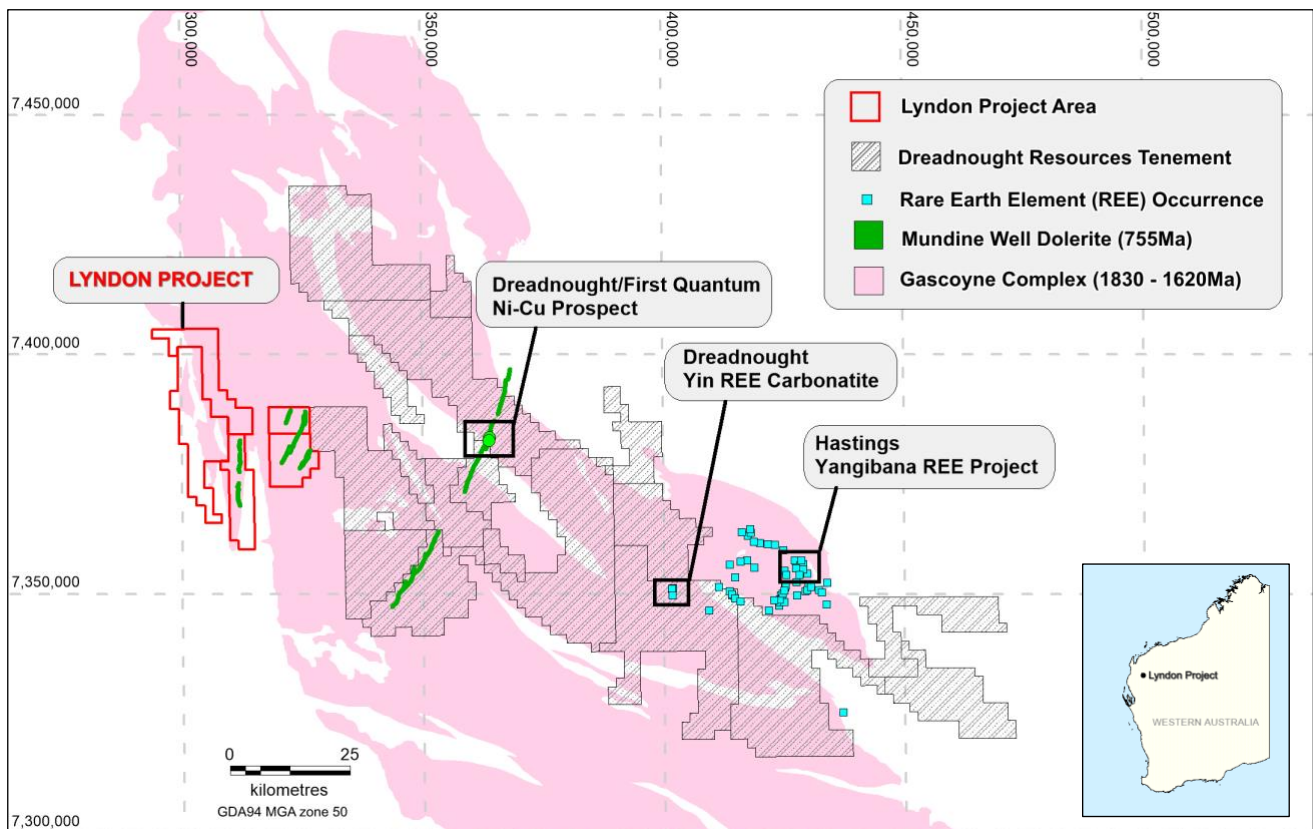 300,000
350,000
400,000
450,000
500,000
7,450,000
7,400,000
7,350,000
7,300,000
Lyndon Project Area
Dreadnought Resources Tenement
Rare Earth Element (REE) Occurrence
Mundine Well Dolerite (755Ma)
Gascoyne Complex (1830 - 1620Ma)
LYNDON PROJECT
Dreadnought/First Quantum
Ni-Cu Prospect
Dreadnought
Yin REE Carbonatite
Hastings
Yangibana REE Project
0 25
kilometres
GDA94 MGA zone 50
Lyndon Project
WESTERN AUSTRALIA